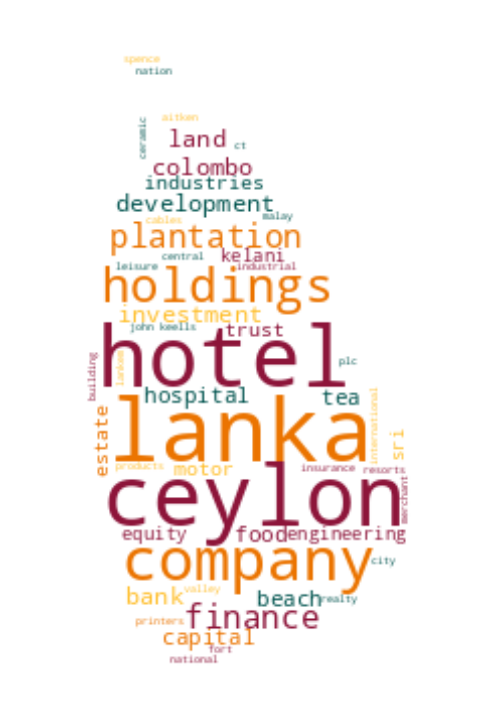 spence
nation
aitken
ceramic
land
ct
colombo
industries
development
malay
cables
plantation
central
kelani
leisure
industrial
holdings
investment
john keells
trust
hotel
plc
building
lankem
hospital
tea
lanka
international
estate
sri
products
motor
insurance
resorts
ceylon
merchant
equity
food
engineering
company
city
valley
bank
beach
realty
finance
printers
capital
fort
national